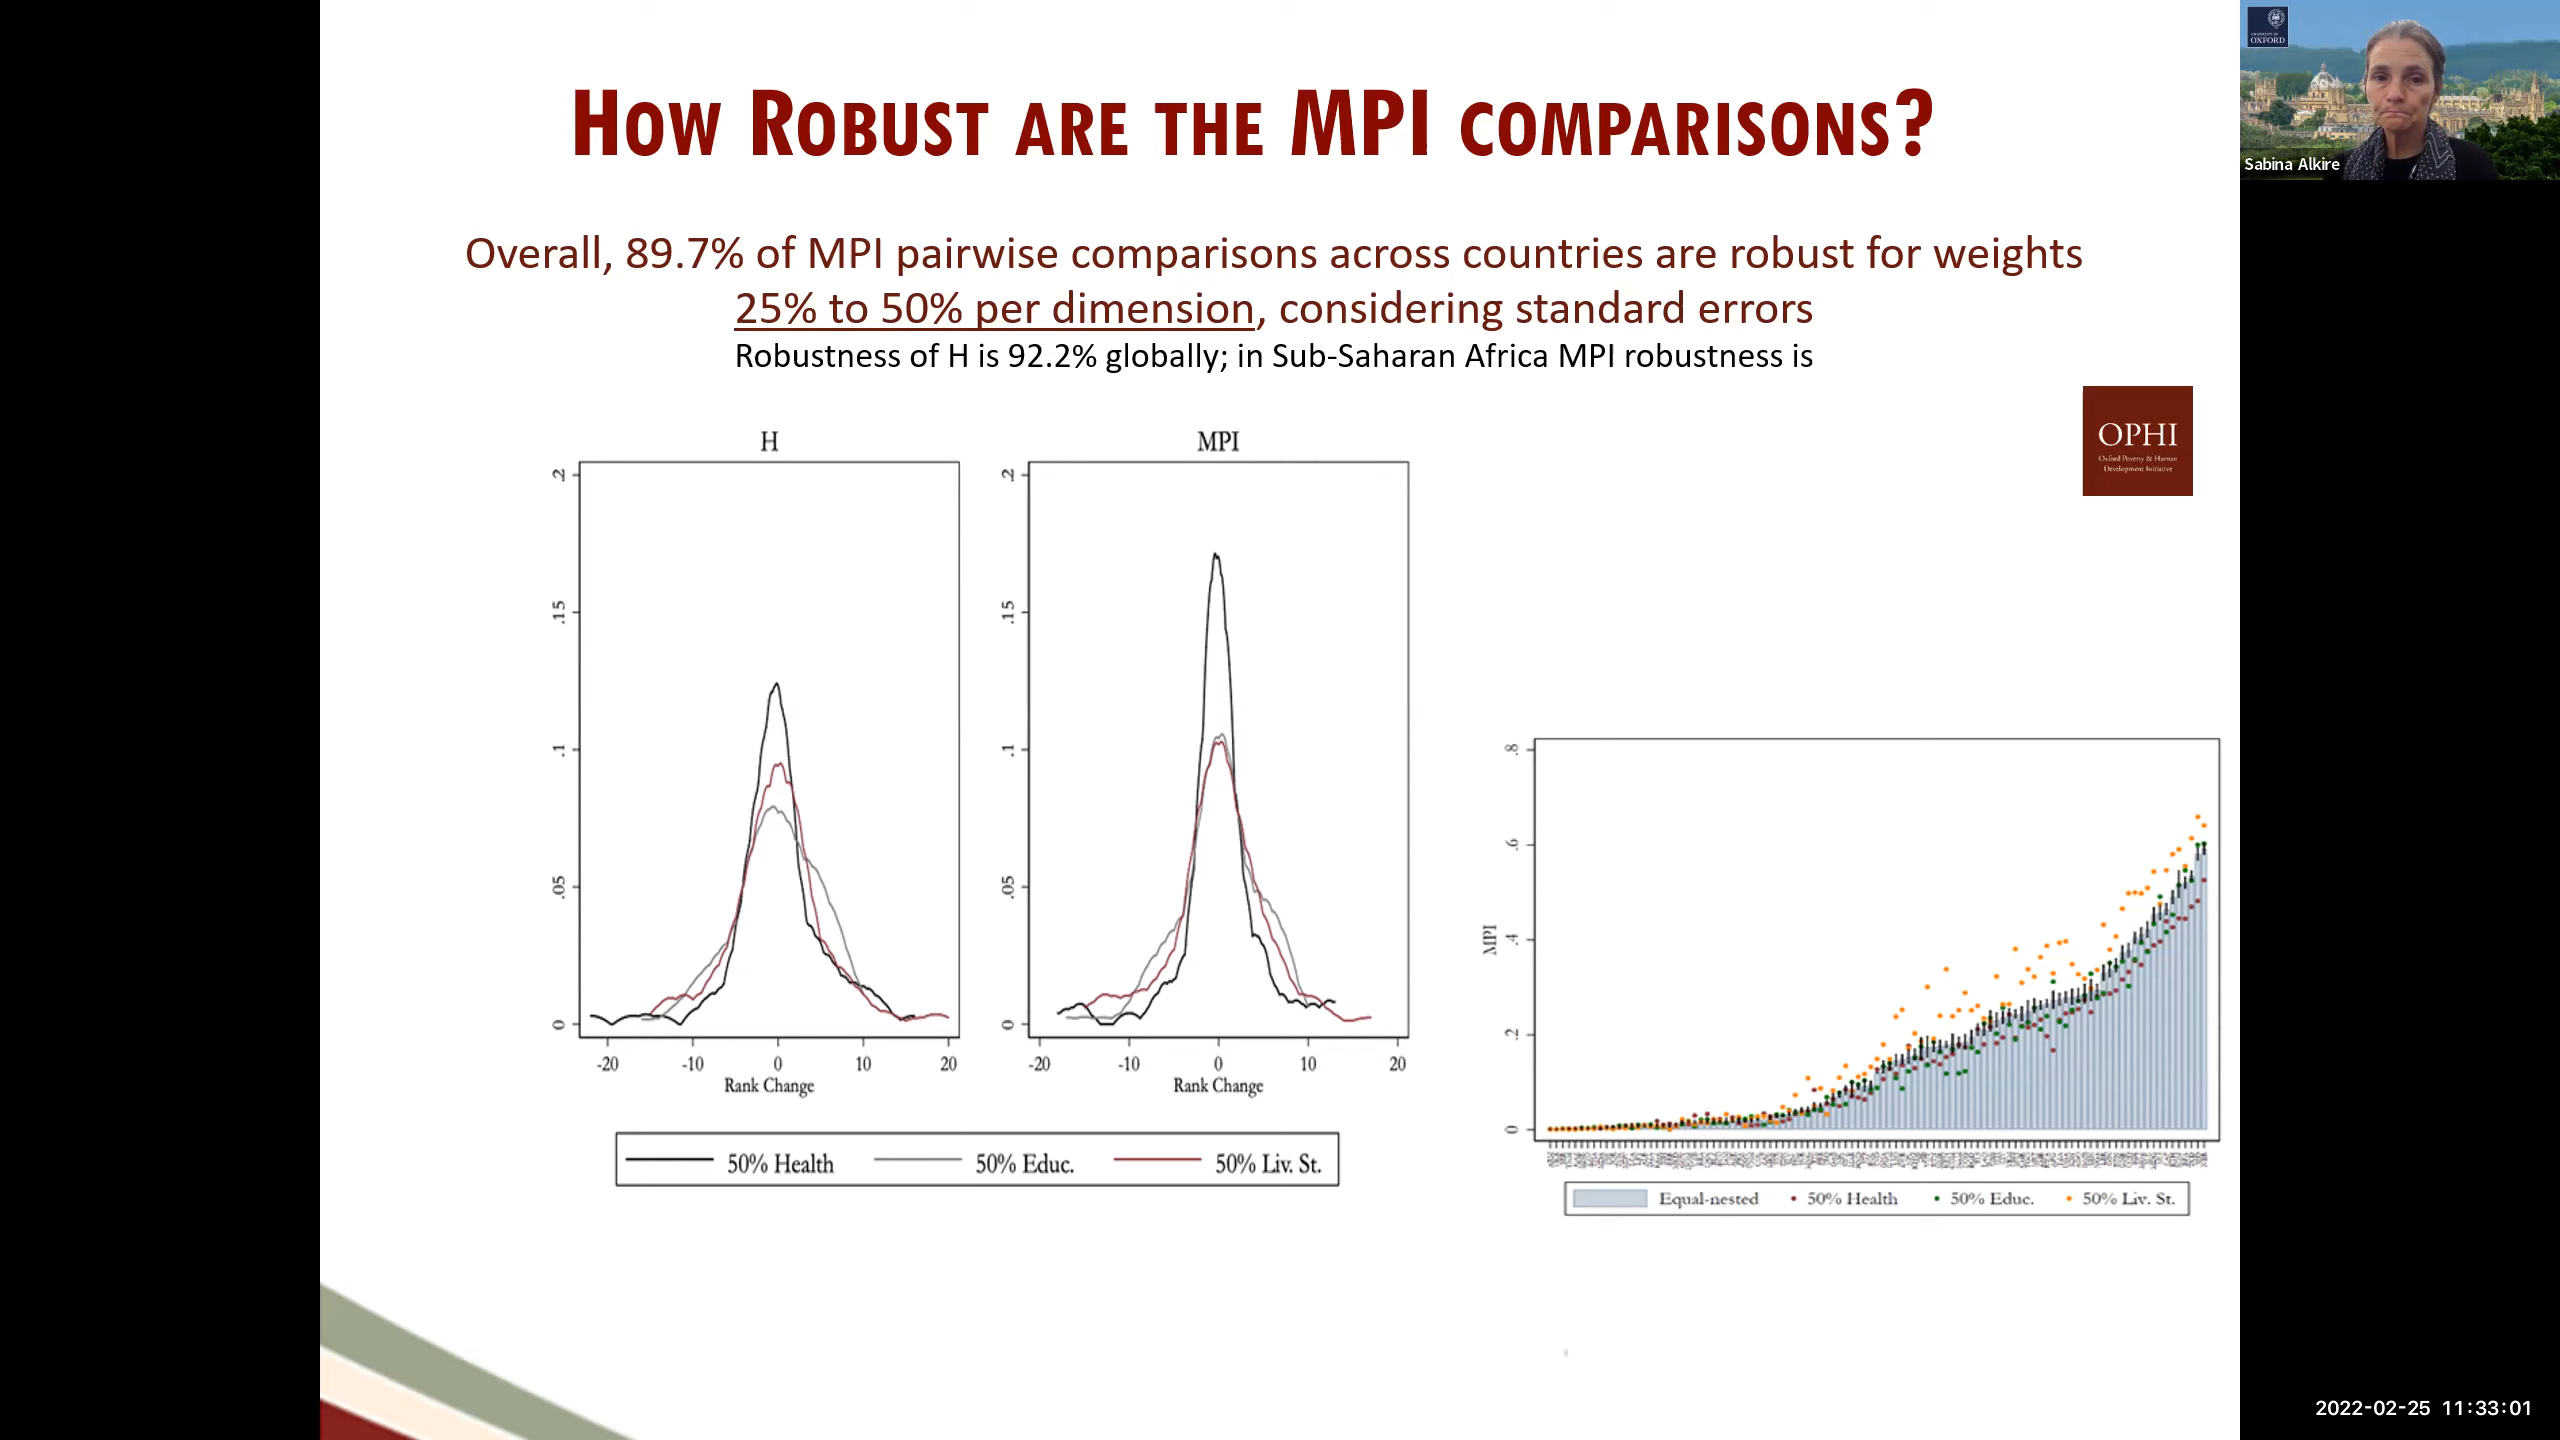 HOW ROBUST ARE THE MPI COMPARISONS?
UNIVERSITY OF
OXFORD
Sabina Alkire
Overall, 89.7% of MPI pairwise comparisons across countries are robust for weights
25% to 50% per dimension, considering standard errors
Robustness of H is 92.2% globally; in Sub-Saharan Africa MPI robustness is
OPHI
Oxford Poverty & Human
Development Initiative
H
.2
.15
.1
.05
0
-20 -10 0 10 20
Rank Change
MPI
.2
.15
.1
.05
0
-20 -10 0 10 20
Rank Change
50% Health 50% Educ. 50% Liv. St.
MPI
.8
.6
.4
.2
0
Equal-nested 50% Health 50% Educ. 50% Liv. St.
2022-02-25 11:33:01